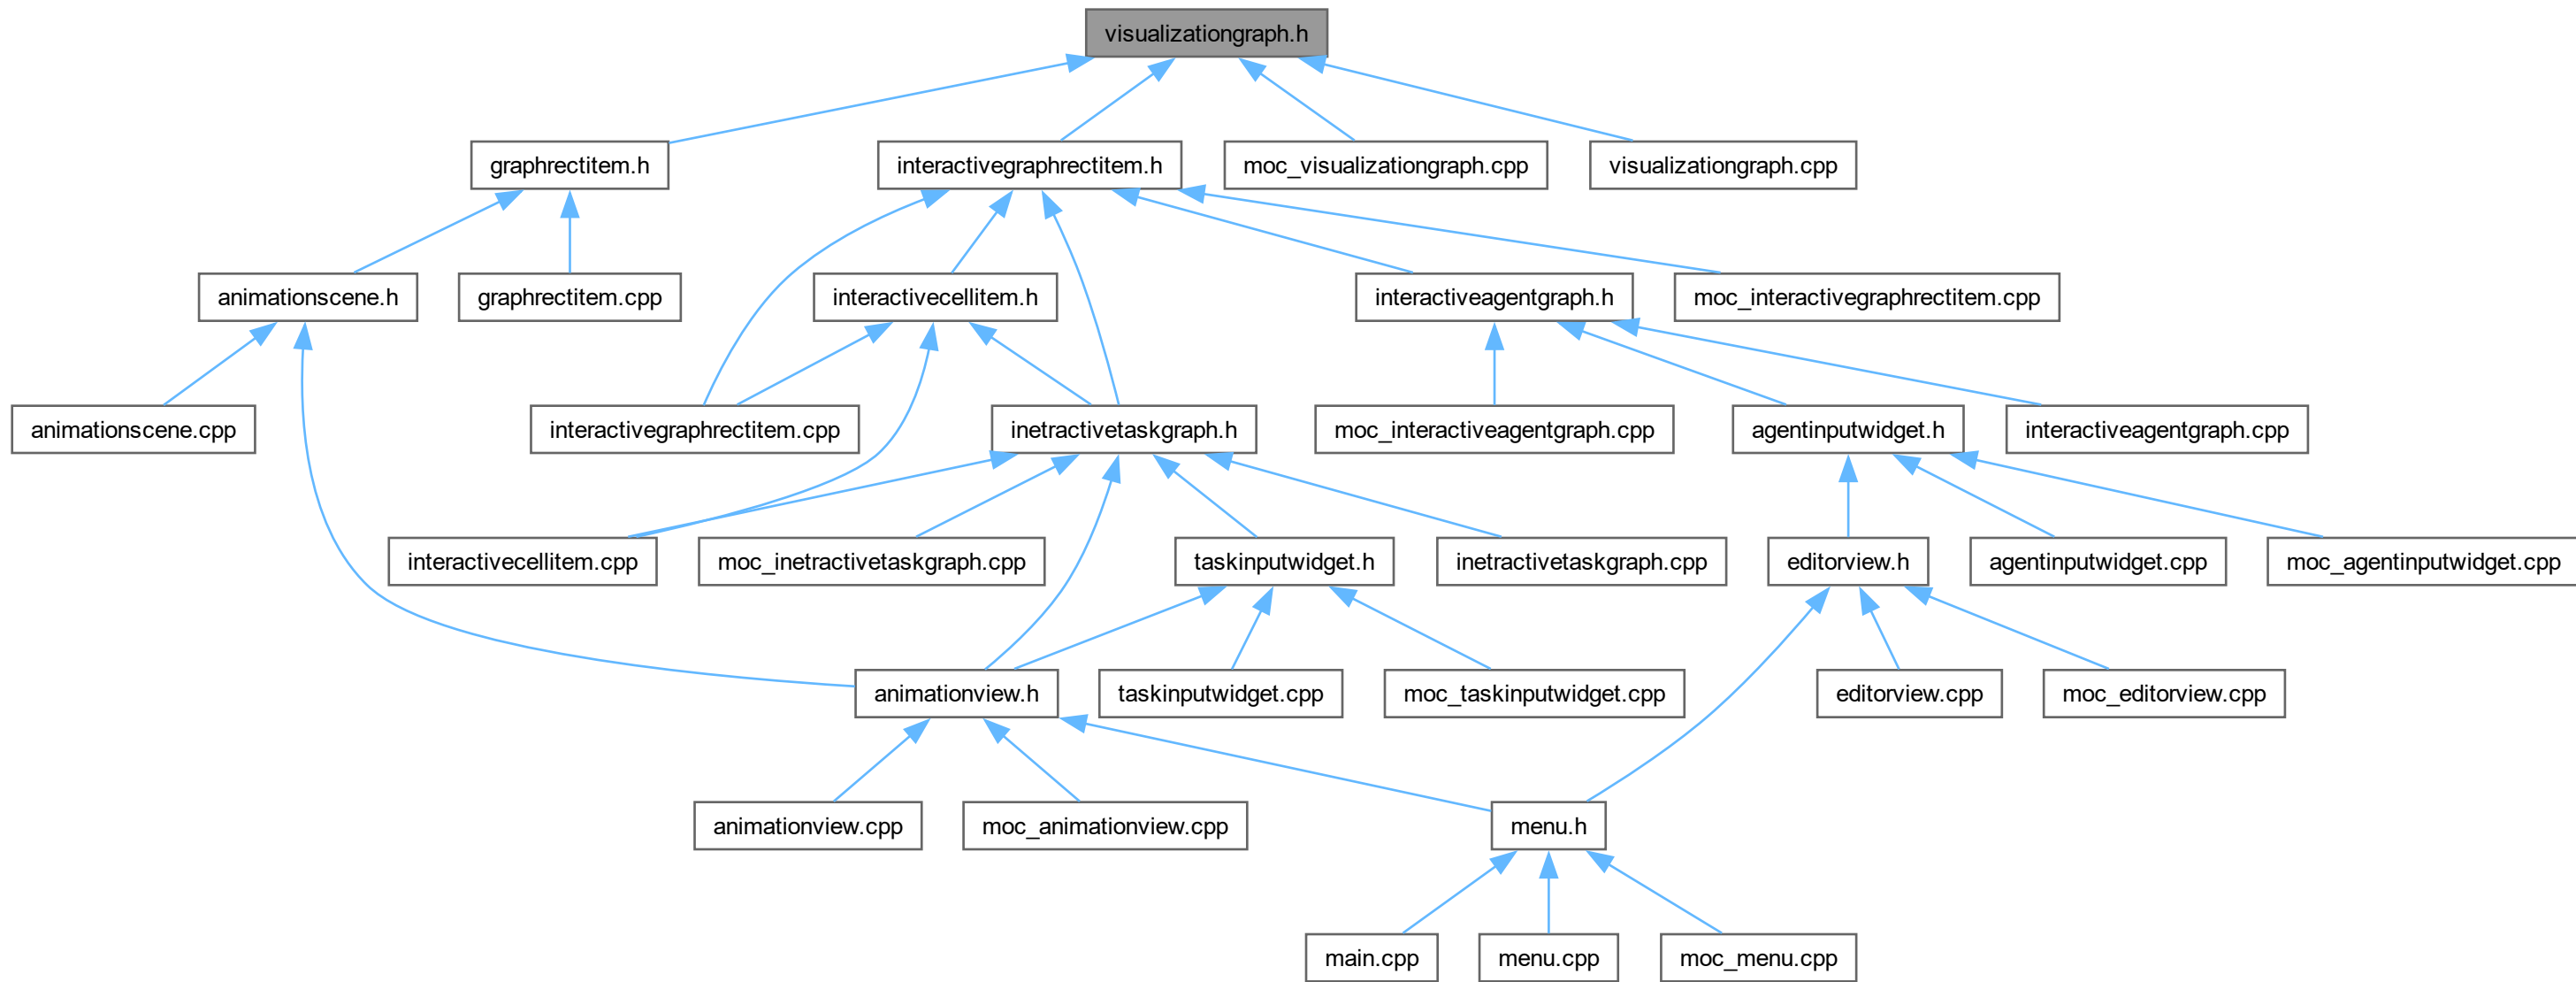 visualizationgraph.h
graphrectitem.h
interactivegraphrectitem.h
moc_visualizationgraph.cpp
visualizationgraph.cpp
animationscene.h
graphrectitem.cpp
interactivecellitem.h
interactiveagentgraph.h
moc_interactivegraphrectitem.cpp
animationscene.cpp
interactivegraphrectitem.cpp
inetractivetaskgraph.h
moc_interactiveagentgraph.cpp
agentinputwidget.h
interactiveagentgraph.cpp
interactivecellitem.cpp
moc_inetractivetaskgraph.cpp
taskinputwidget.h
inetractivetaskgraph.cpp
editorview.h
agentinputwidget.cpp
moc_agentinputwidget.cpp
animationview.h
taskinputwidget.cpp
moc_taskinputwidget.cpp
editorview.cpp
moc_editorview.cpp
animationview.cpp
moc_animationview.cpp
menu.h
main.cpp
menu.cpp
moc_menu.cpp